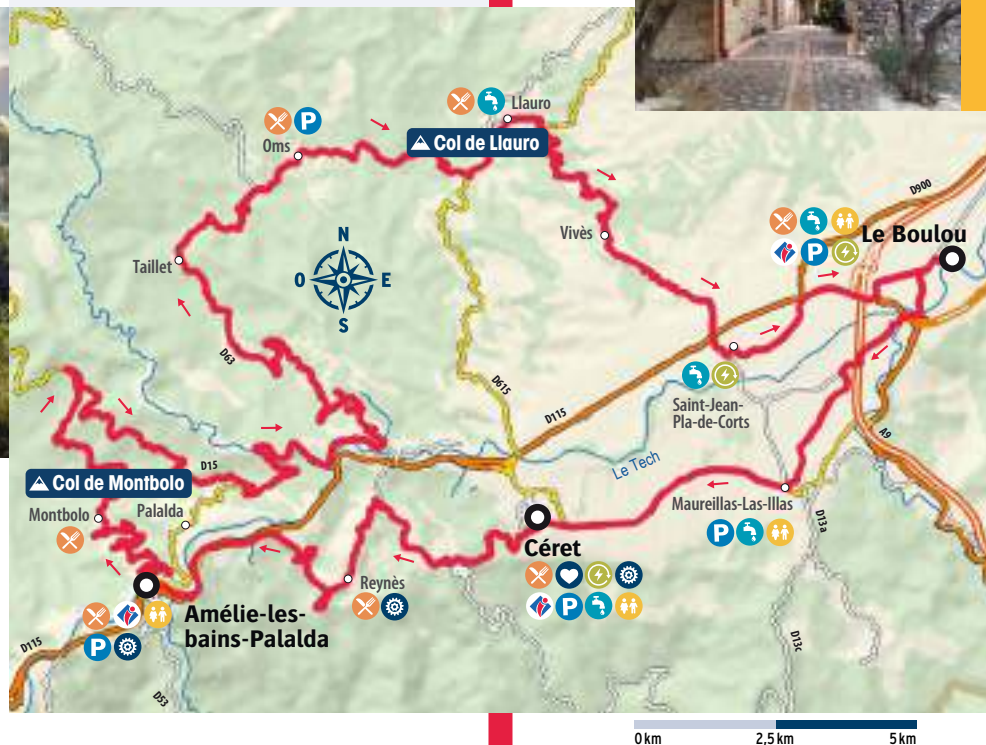 Llauro
P
Oms
Col de Llauro
D900
Vivès
Le Boulou
P
N
O E
S
Taillet
D63
D615
D115
Saint-Jean-
Pla-de-Corts
A9
Le Tech
D15
Col de Montbolo
Montbolo
Palalda
Maureillas-Las-Illas
P
D13a
Céret
P
Reynès
Amélie-les-
bains-Palalda
P
D115
D53
D13c
0 km 2,5 km 5 km